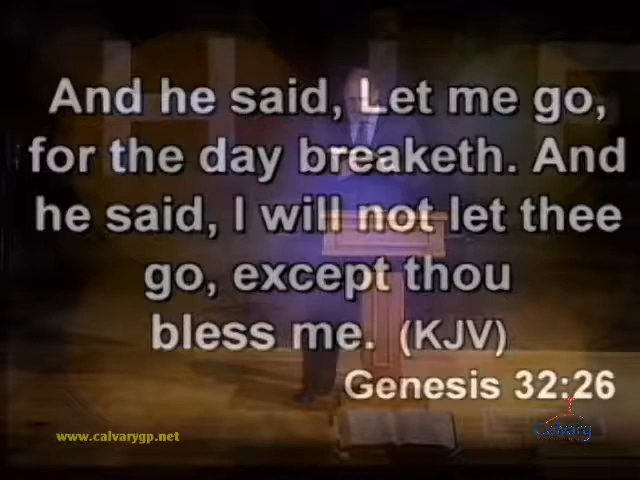 And he said, Let me go,
for the day breaketh. And
he said, I will not let thee
go, except thou
bless me. (KJV)
Genesis 32:26
www.calvarygp.net
Calvary